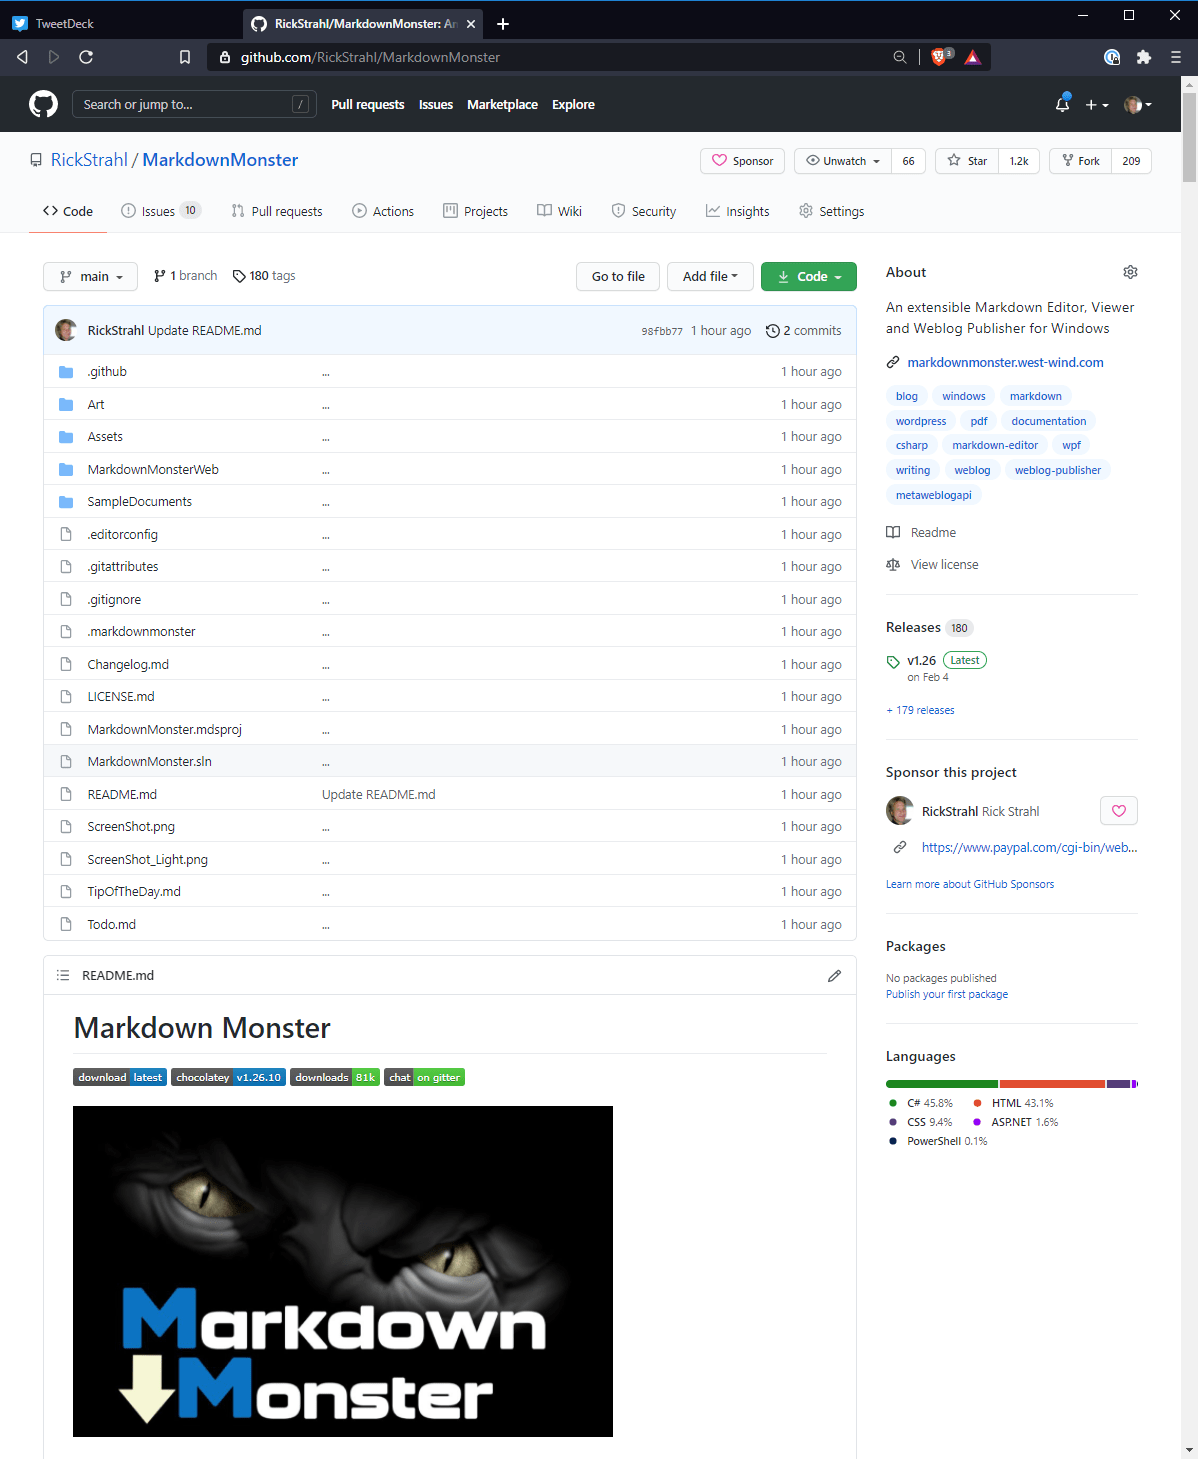 TweetDeck
RickStrahl/MarkdownMonster: An
github.com/RickStrahl/MarkdownMonster
3
Search or jump to...
/
Pull requests Issues Marketplace Explore
RickStrahl / MarkdownMonster
Sponsor
Unwatch 66
Star 1.2k
Fork 209
Code
Issues 10
Pull requests
Actions
Projects
Wiki
Security
Insights
Settings
main
1 branch
180 tags
Go to file
Add file
Code
RickStrahl Update README.md 98fbb77 1 hour ago 2 commits
.github ... 1 hour ago
Art ... 1 hour ago
Assets ... 1 hour ago
MarkdownMonsterWeb ... 1 hour ago
SampleDocuments ... 1 hour ago
.editorconfig ... 1 hour ago
.gitattributes ... 1 hour ago
.gitignore ... 1 hour ago
.markdownmonster ... 1 hour ago
Changelog.md ... 1 hour ago
LICENSE.md ... 1 hour ago
MarkdownMonster.mdsproj ... 1 hour ago
MarkdownMonster.sln ... 1 hour ago
README.md Update README.md 1 hour ago
ScreenShot.png ... 1 hour ago
ScreenShot_Light.png ... 1 hour ago
TipOfTheDay.md ... 1 hour ago
Todo.md ... 1 hour ago
README.md
Markdown Monster
download latest chocolatey v1.26.10 downloads 81k chat on gitter
Markdown
Monster
About
An extensible Markdown Editor, Viewer
and Weblog Publisher for Windows
markdownmonster.west-wind.com
blog windows markdown
wordpress pdf documentation
csharp markdown-editor wpf
writing weblog weblog-publisher
metaweblogapi
Readme
View license
Releases 180
v1.26 Latest
on Feb 4
+ 179 releases
Sponsor this project
RickStrahl Rick Strahl
https://www.paypal.com/cgi-bin/web...
Learn more about GitHub Sponsors
Packages
No packages published
Publish your first package
Languages
C# 45.8% HTML 43.1%
CSS 9.4% ASP.NET 1.6%
PowerShell 0.1%